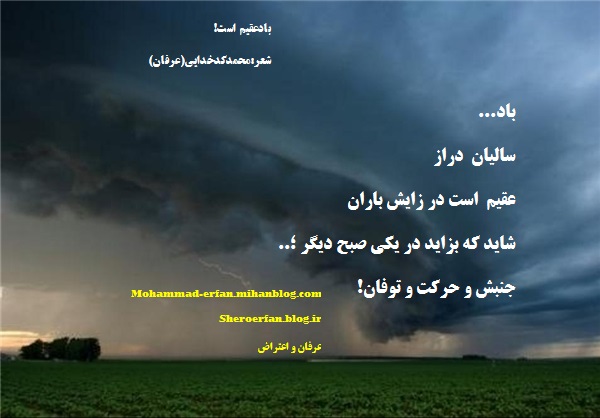 بادعقیم است!
شعر:محمدکدخدایی(عرفان)
باد...
سالیان دراز
عقیم است در زایش باران
شاید که بزاید در یکی صبح دیگر ؛..
جنبش و حرکت و توفان!
Mohammad-erfan.mihanblog.com
Sheroerfan.blog.ir
عرفان و اعتراض